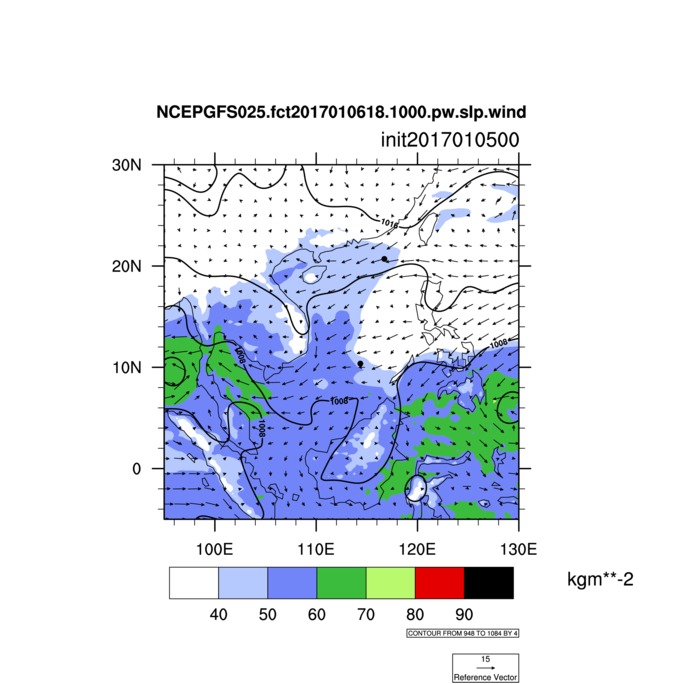 NCEPGFS025.fct2017010618.1000.pw.slp.wind
init2017010500
30N
1016
20N
1008
10N
1008
1008
1008
0
100E 110E 120E 130E
kgm**-2
40 50 60 70 80 90
CONTOUR FROM 948 TO 1084 BY 4
15
Reference Vector